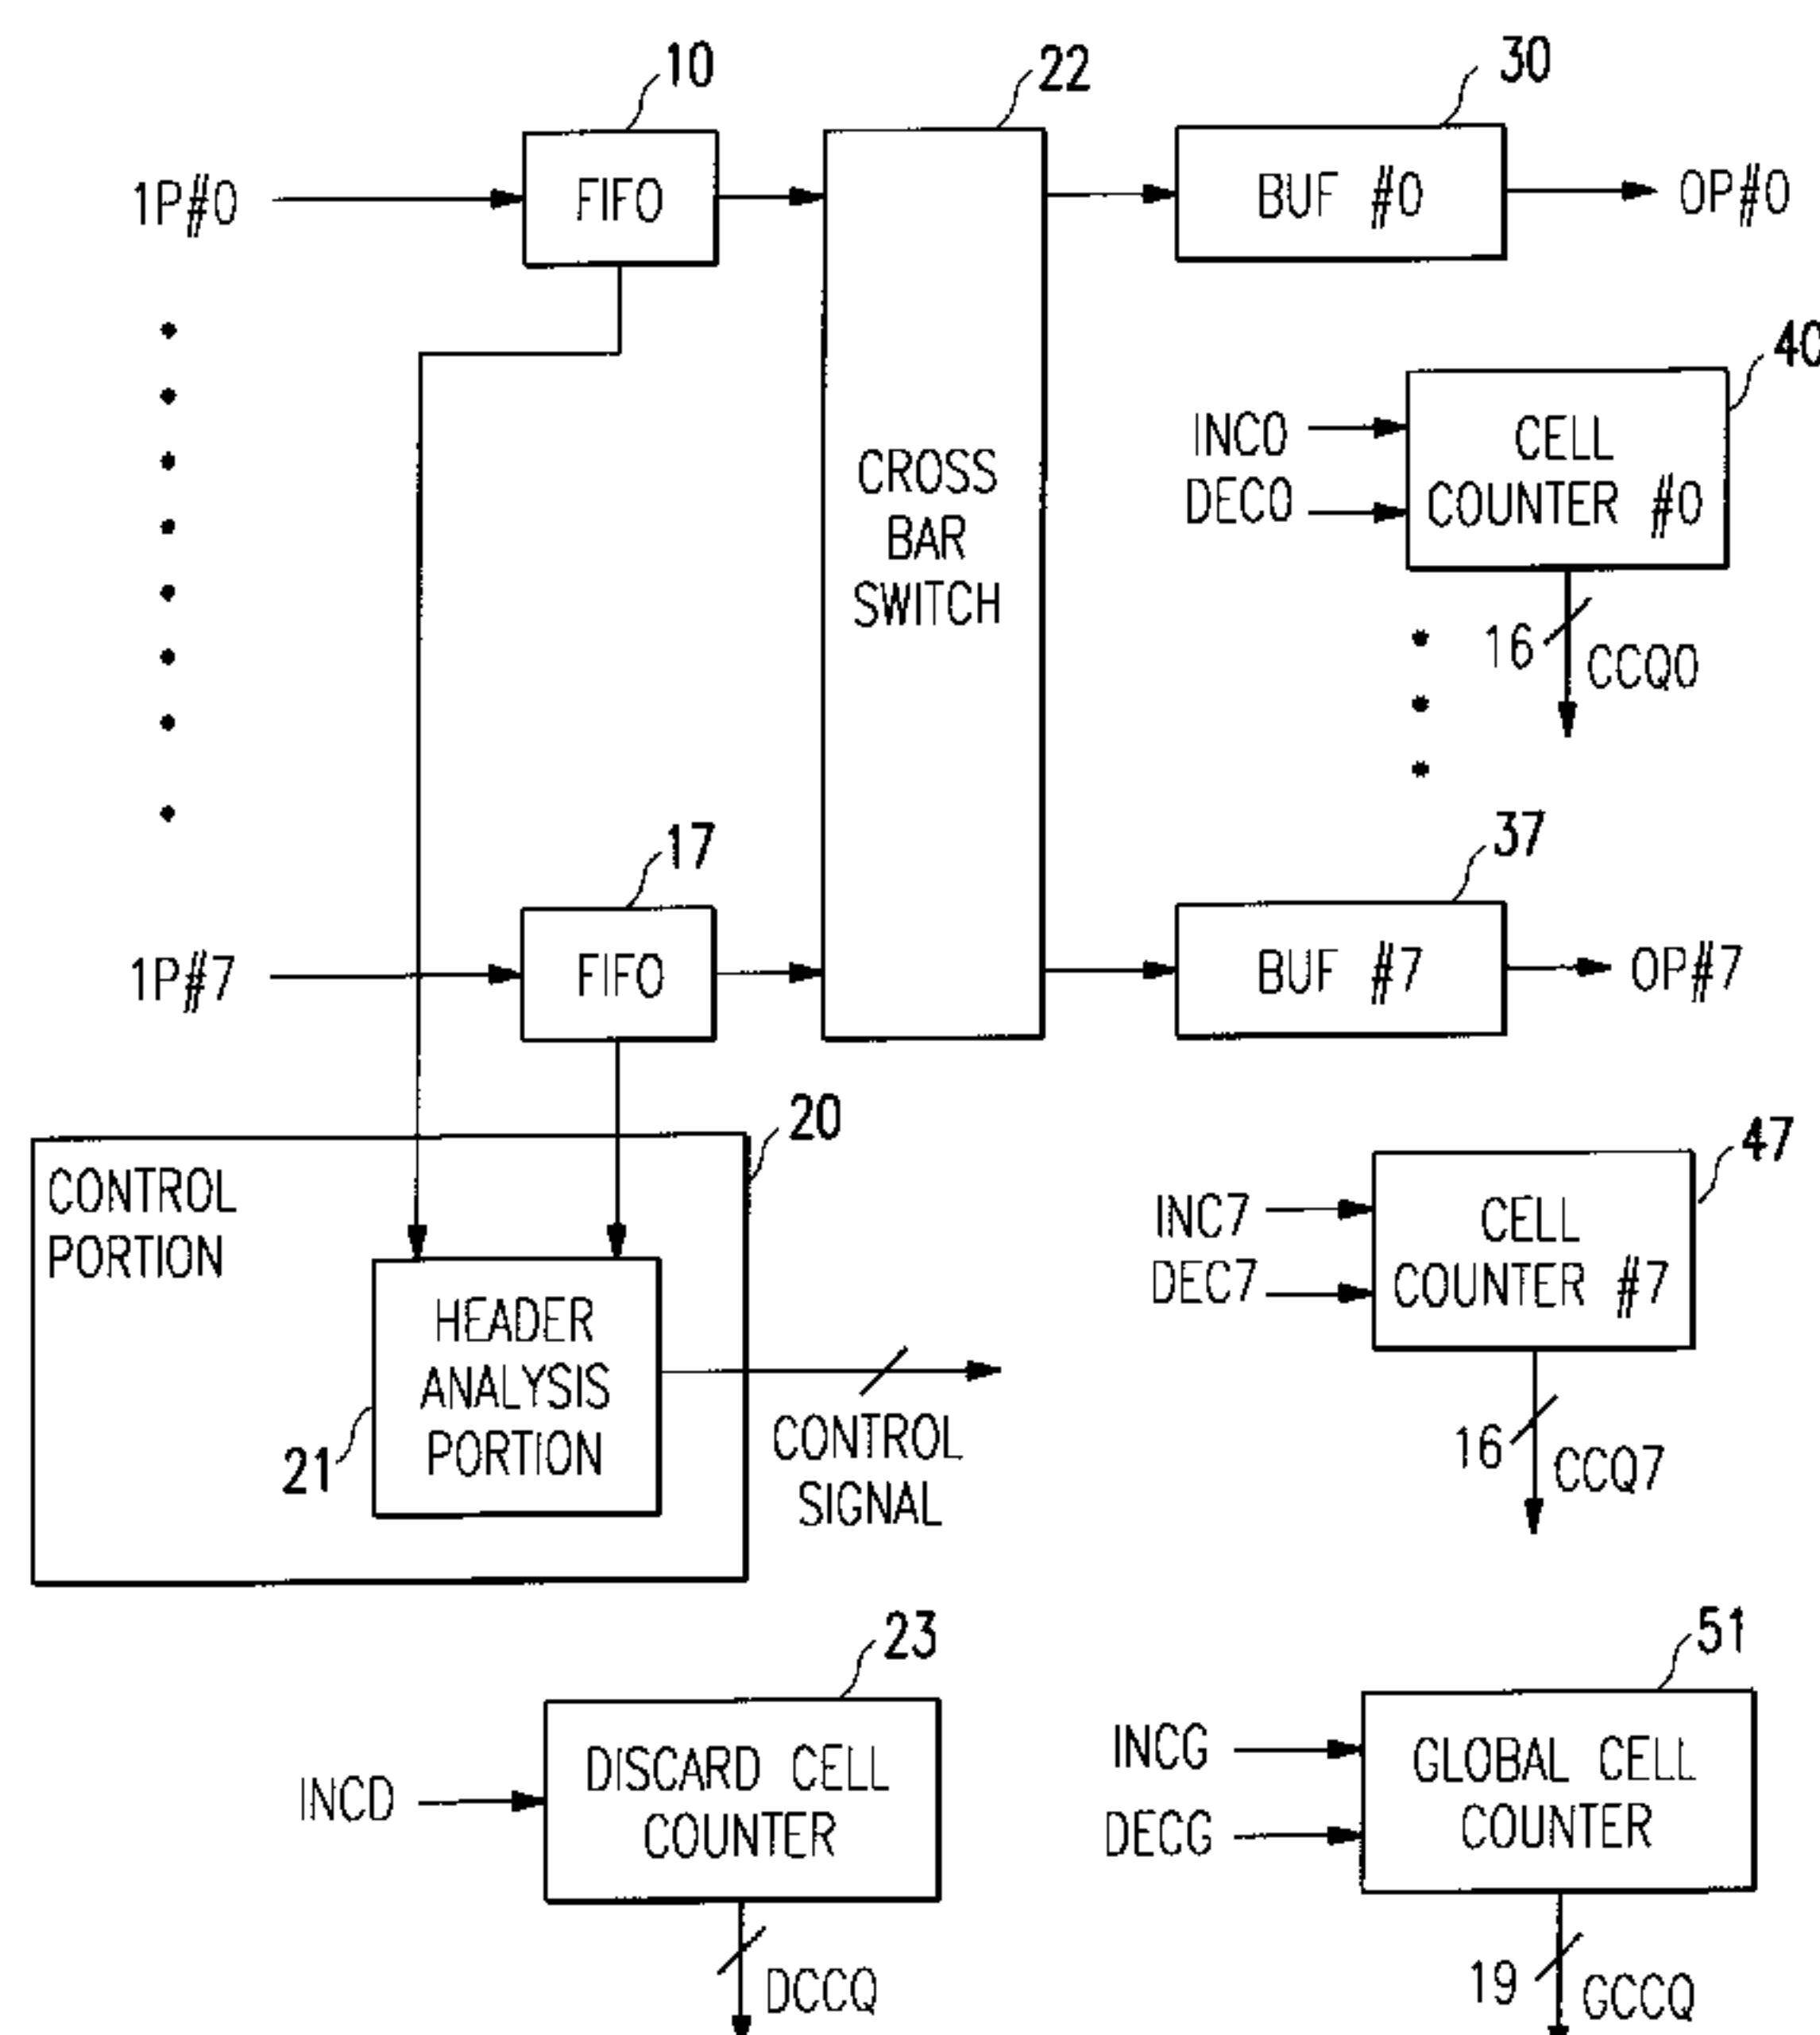 10
22
30
1P#0
FIFO
BUF #0
OP#0
40
INC0
DEC0
CELL
COUNTER #0
CROSS
BAR
SWITCH
16
CCQ0
17
37
1P#7
FIFO
BUF #7
OP#7
20
CONTROL
PORTION
47
INC7
DEC7
CELL
COUNTER #7
HEADER
ANALYSIS
PORTION
21
CONTROL
SIGNAL
16
CCQ7
23
51
INCD
DISCARD CELL
COUNTER
INCG
DECG
GLOBAL CELL
COUNTER
DCCQ
19
GCCQ